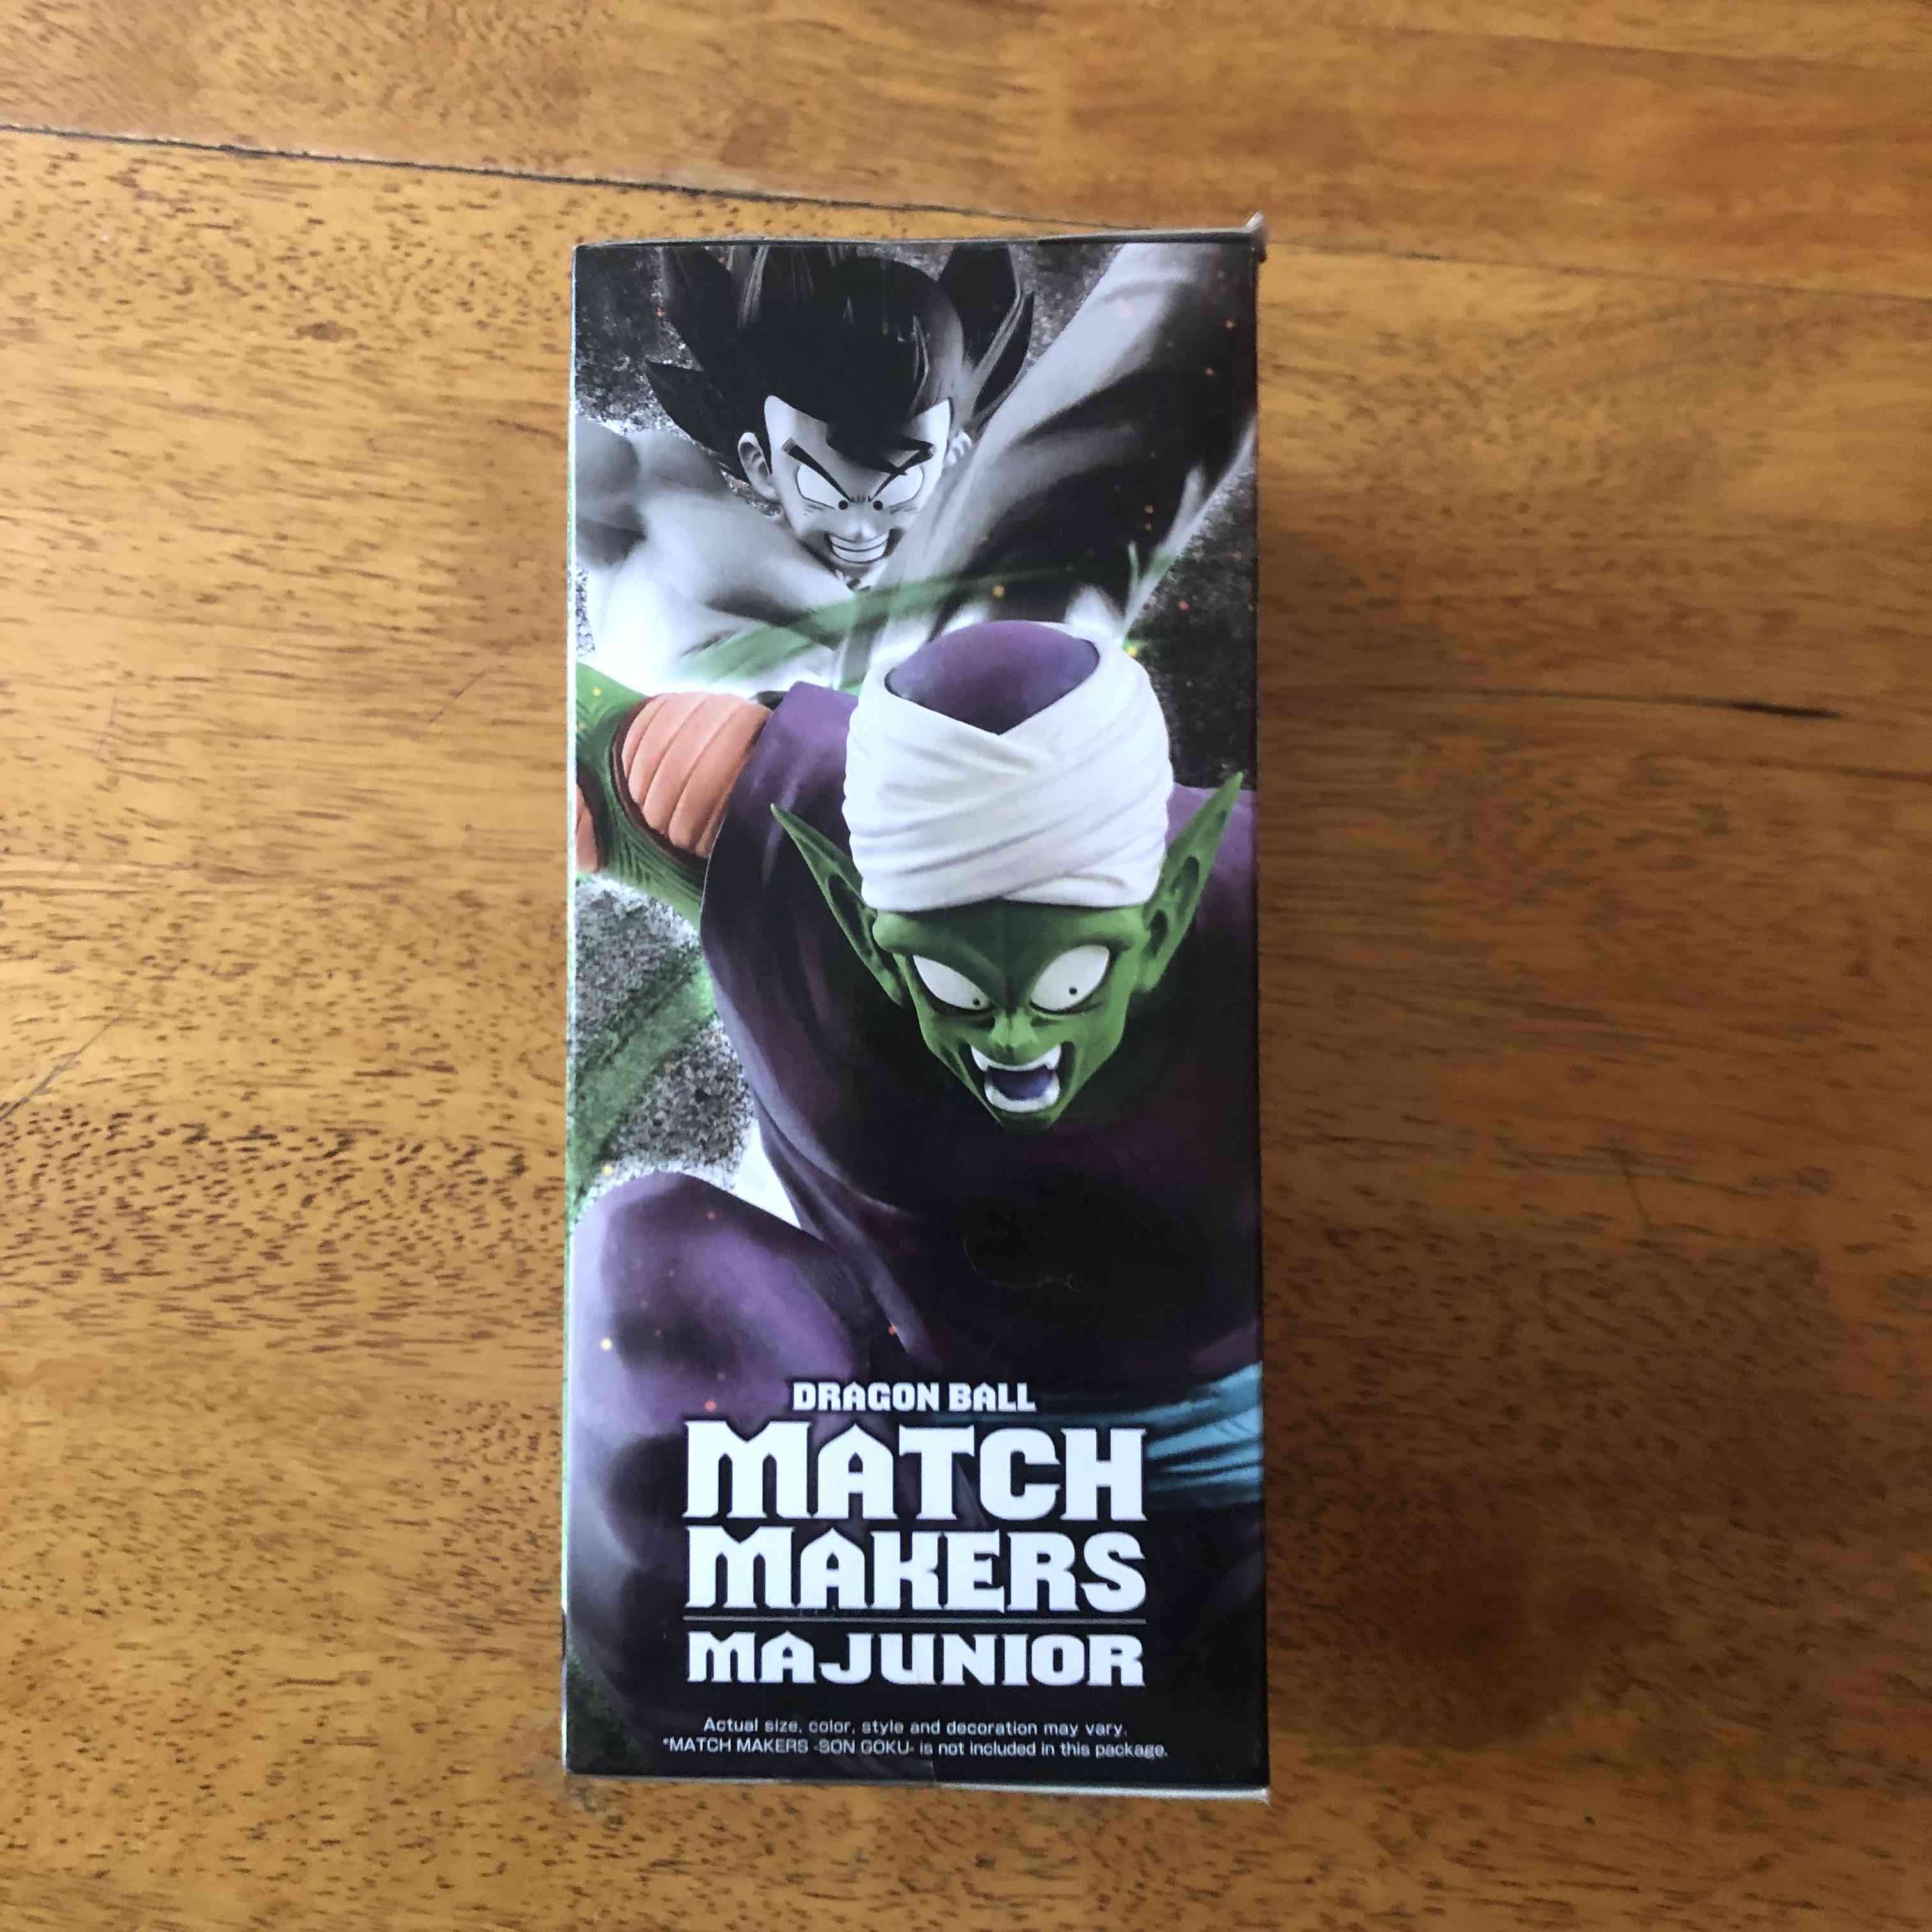 DRAGON BALL
MATCH
MAKERS
MAJUNIOR
Actual size, color, style and decoration may vary.
*MATCH MAKERS -SON GOKU- is not included in this package.